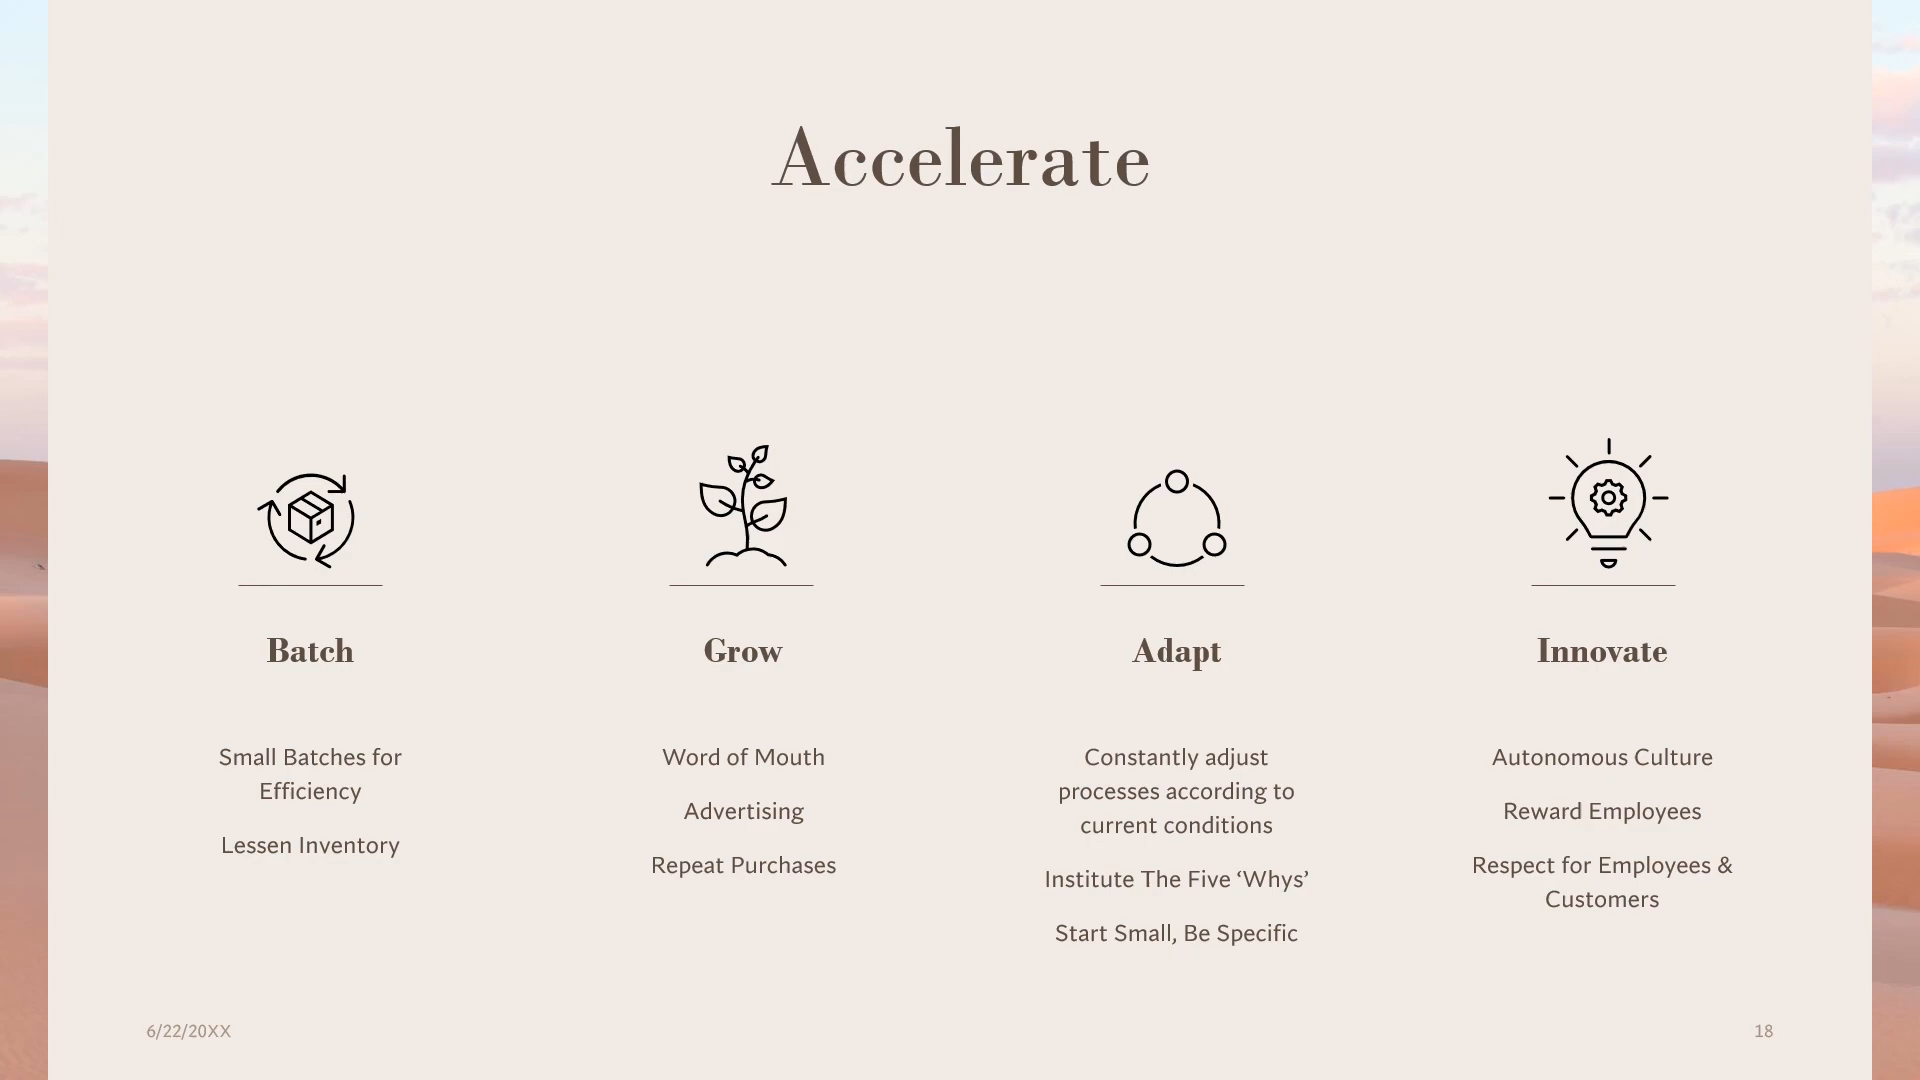 Accelerate
Batch
Small Batches for
Efficiency
Lessen Inventory
Grow
Word of Mouth
Advertising
Repeat Purchases
Adapt
Constantly adjust
processes according to
current conditions
Institute The Five ‘Whys’
Start Small, Be Specific
Innovate
Autonomous Culture
Reward Employees
Respect for Employees &
Customers
6/22/20XX
18